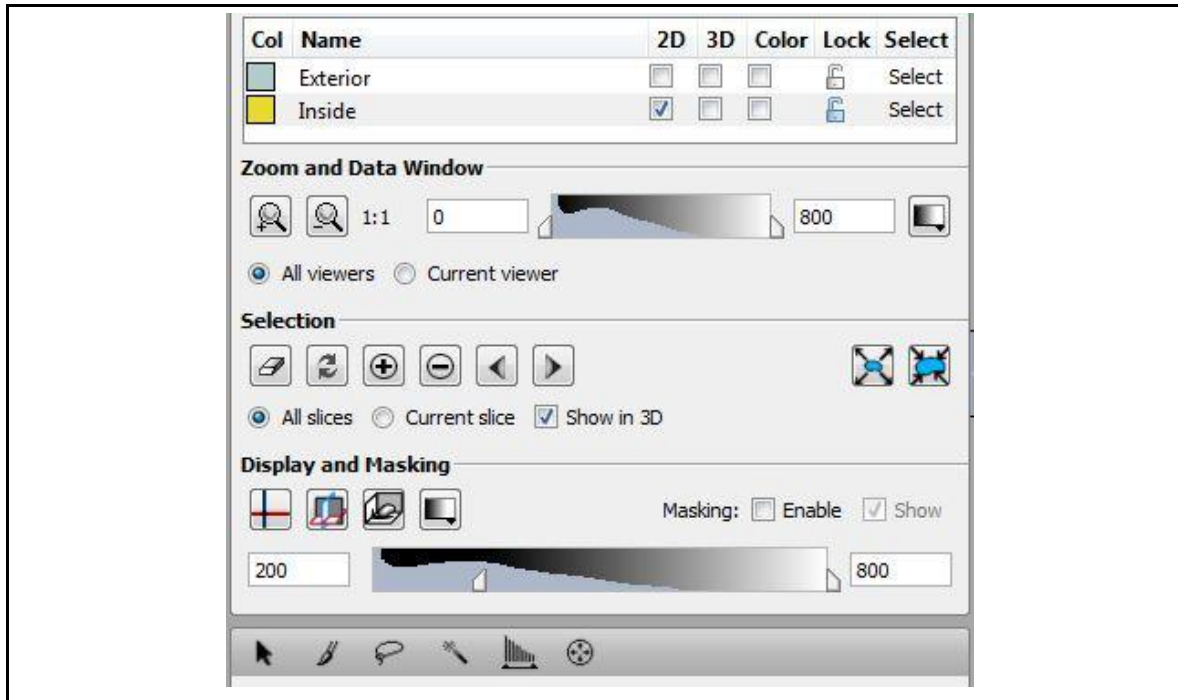 Col Name 2D 3D Color Lock Select
Exterior Select
Inside Select
Zoom and Data Window
1:1 0 800
All viewers Current viewer
Selection
All slices Current slice Show in 3D
Display and Masking
Masking: Enable Show
200 800